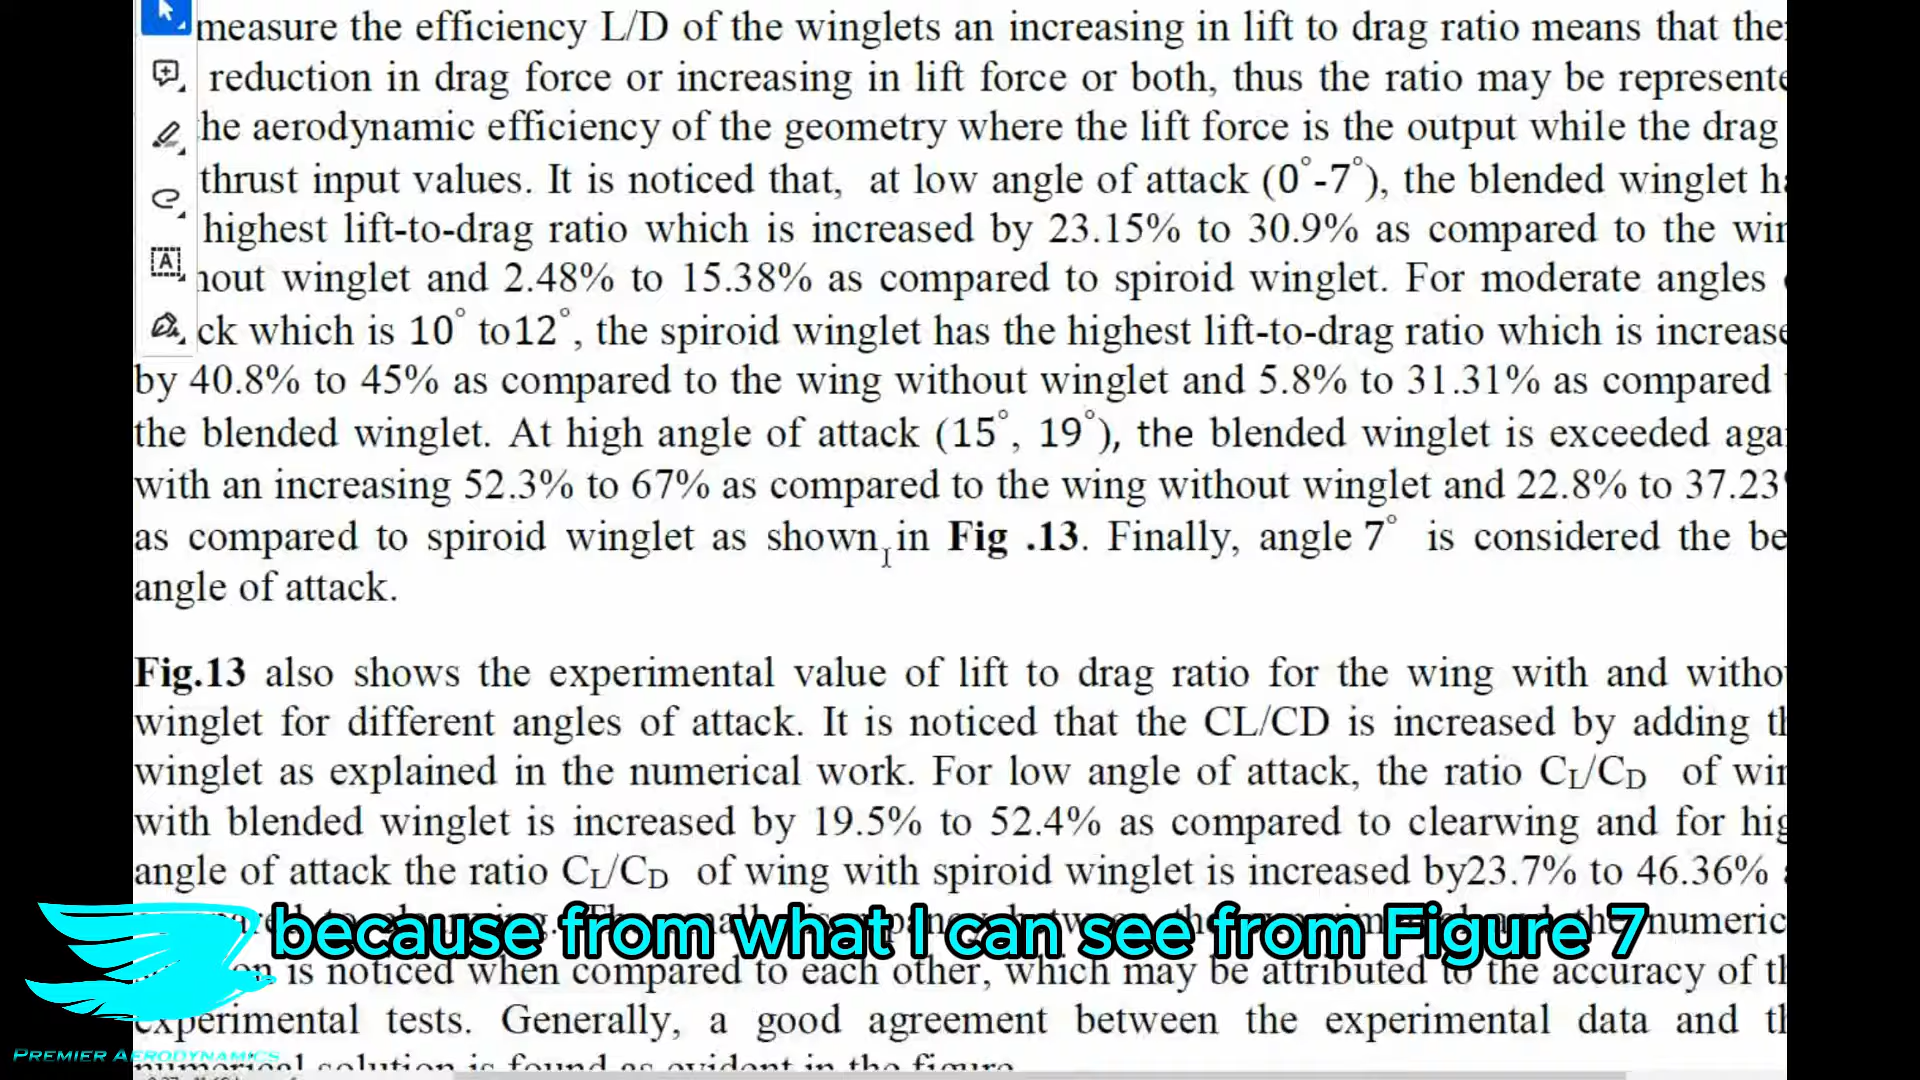 measure the efficiency L/D of the winglets an increasing in lift to drag ratio means that
reduction in drag force or increasing in lift force or both, thus the ratio may be
he aerodynamic efficiency of the geometry where the lift force is the output while the drag
thrust input values. It is noticed that, at low angle of attack (0°-7°), the blended winglet
highest lift-to-drag ratio which is increased by 23.15% to 30.9% as compared to the
hout winglet and 2.48% to 15.38% as compared to spiroid winglet. For moderate angles
ck which is 10° to12°, the spiroid winglet has the highest lift-to-drag ratio which is increase
by 40.8% to 45% as compared to the wing without winglet and 5.8% to 31.31% as compared
the blended winglet. At high angle of attack (15°, 19°), the blended winglet is exceeded aga
with an increasing 52.3% to 67% as compared to the wing without winglet and 22.8% to 37.23
as compared to spiroid winglet as shown in Fig .13. Finally, angle 7° is considered the be
angle of attack.
Fig.13 also shows the experimental value of lift to drag ratio for the wing with and
winglet for different angles of attack. It is noticed that the CL/CD is increased by adding
winglet as explained in the numerical work. For low angle of attack, the ratio CL/CD of
with blended winglet is increased by 19.5% to 52.4% as compared to clearwing and for
angle of attack the ratio CL/CD of wing with spiroid winglet is increased by23.7% to 46.36%
because from what I can see from Figure 7
numeric
is noticed when compared to each other, which may be attributed to the accuracy of
experimental tests. Generally, a good agreement between the experimental data and
PREMIER AERODYNAMICS
numerical solution is found as evident in the figure